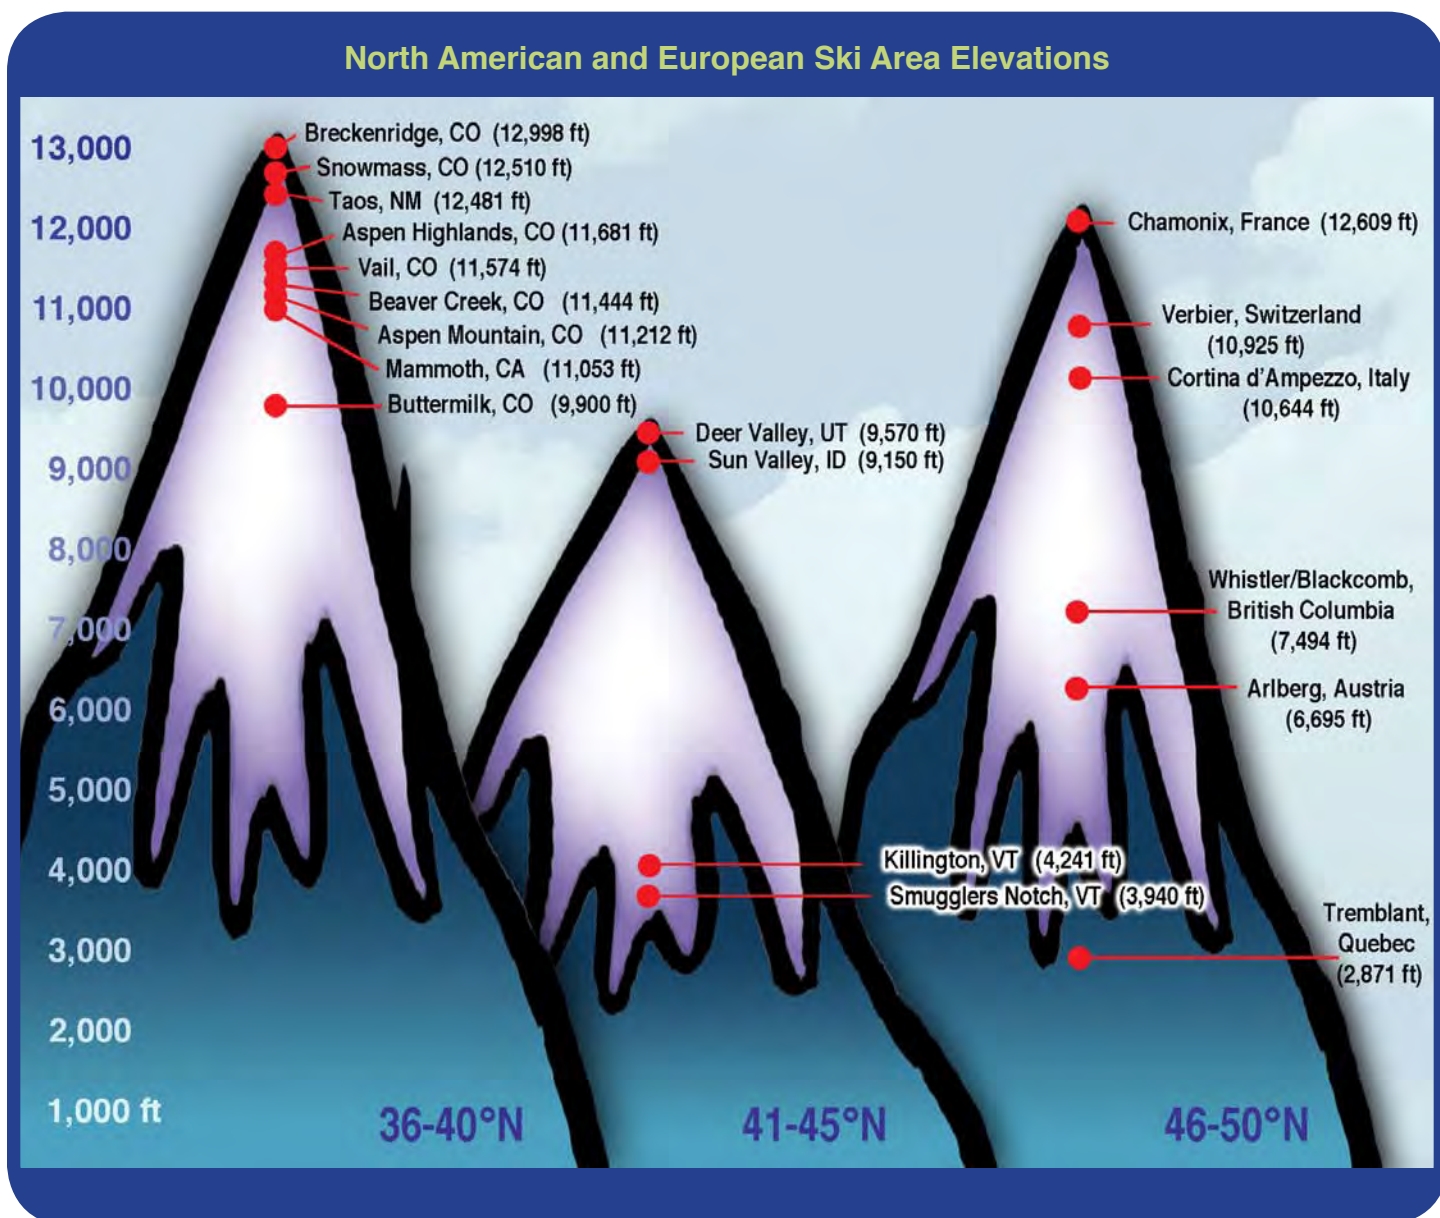 North American and European Ski Area Elevations
13,000
12,000
11,000
10,000
9,000
8,000
7,000
6,000
5,000
4,000
3,000
2,000
1,000 ft
Breckenridge, CO (12,998 ft)
Snowmass, CO (12,510 ft)
Taos, NM (12,481 ft)
Aspen Highlands, CO (11,681 ft)
Vail, CO (11,574 ft)
Beaver Creek, CO (11,444 ft)
Aspen Mountain, CO (11,212 ft)
Mammoth, CA (11,053 ft)
Buttermilk, CO (9,900 ft)
36-40°N
Deer Valley, UT (9,570 ft)
Sun Valley, ID (9,150 ft)
Killington, VT (4,241 ft)
Smugglers Notch, VT (3,940 ft)
41-45°N
Chamonix, France (12,609 ft)
Verbier, Switzerland
(10,925 ft)
Cortina d'Ampezzo, Italy
(10,644 ft)
Whistler/Blackcomb,
British Columbia
(7,494 ft)
Arlberg, Austria
(6,695 ft)
Tremblant,
Quebec
(2,871 ft)
46-50°N